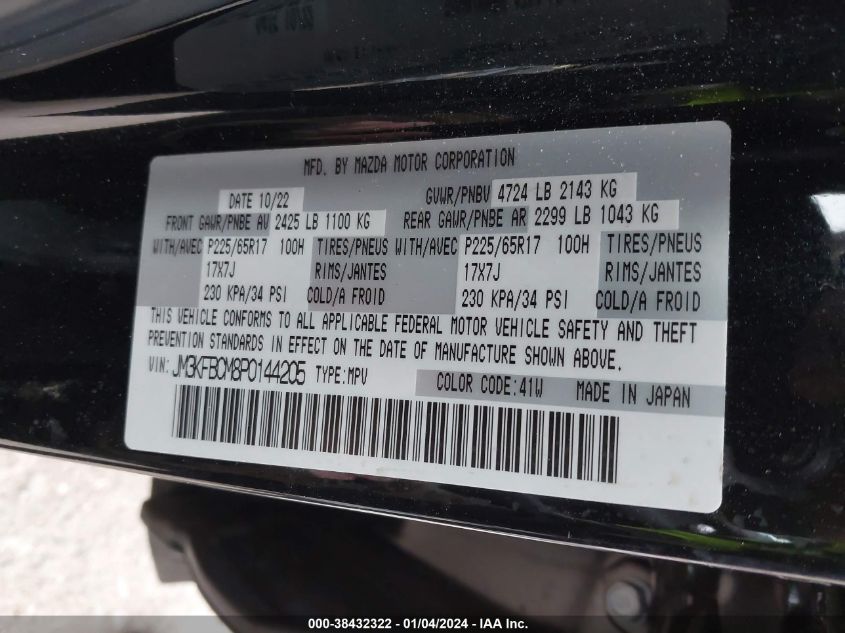 MFD. BY MAZDA MOTOR CORPORATION
DATE 10/22 GVWR/PNBV 4724 LB 2143 KG
FRONT GAWR/PNBE AV 2425 LB 1100 KG REAR GAWR/PNBE AR 2299 LB 1043 KG
WITH/AVEC P225/65R17 100H TIRES/PNEUS WITH/AVEC P225/65R17 100H TIRES/PNEUS
17X7J RIMS/JANTES 17X7J RIMS/JANTES
230 KPA/34 PSI COLD/A FROID 230 KPA/34 PSI COLD/A FROID
THIS VEHICLE CONFORMS TO ALL APPLICABLE FEDERAL MOTOR VEHICLE SAFETY AND THEFT
PREVENTION STANDARDS IN EFFECT ON THE DATE OF MANUFACTURE SHOWN ABOVE.
VIN: JM3KFBCM8P0144205 TYPE:MPV COLOR CODE:41W MADE IN JAPAN
000-38432322 - 01/04/2024 - IAA Inc.